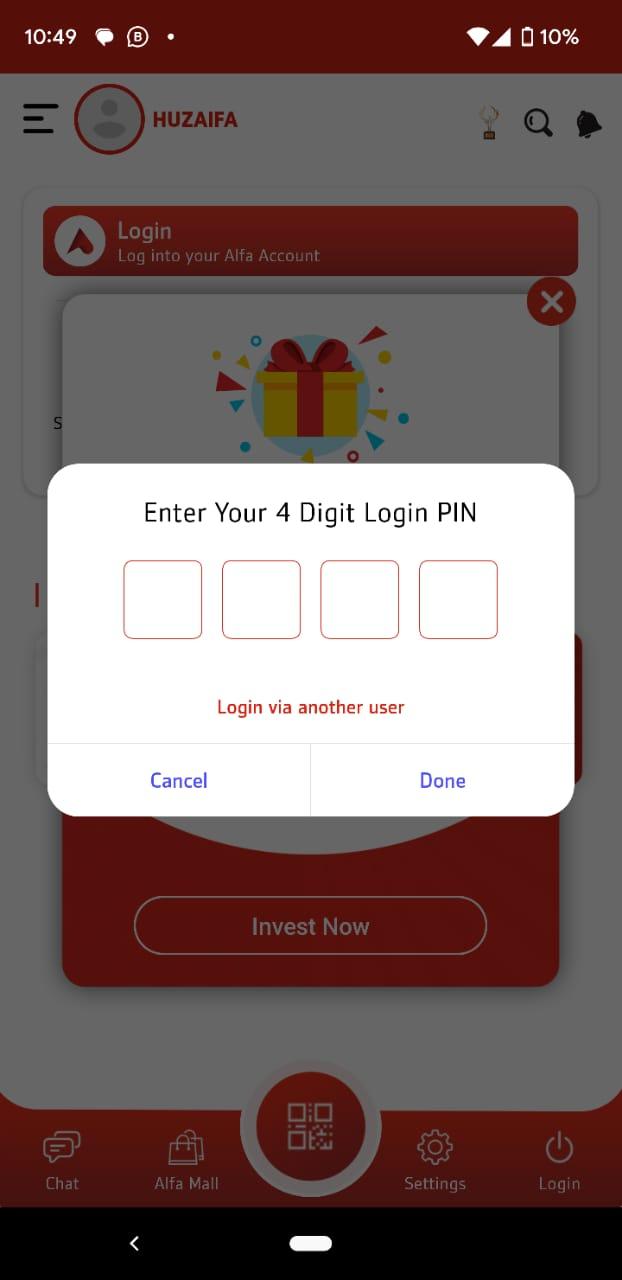 10:49
10%
HUZAIFA
Login
Log into your Alfa Account
S
Enter Your 4 Digit Login PIN
Login via another user
Cancel
Done
Invest Now
Chat
Alfa Mall
Settings
Login